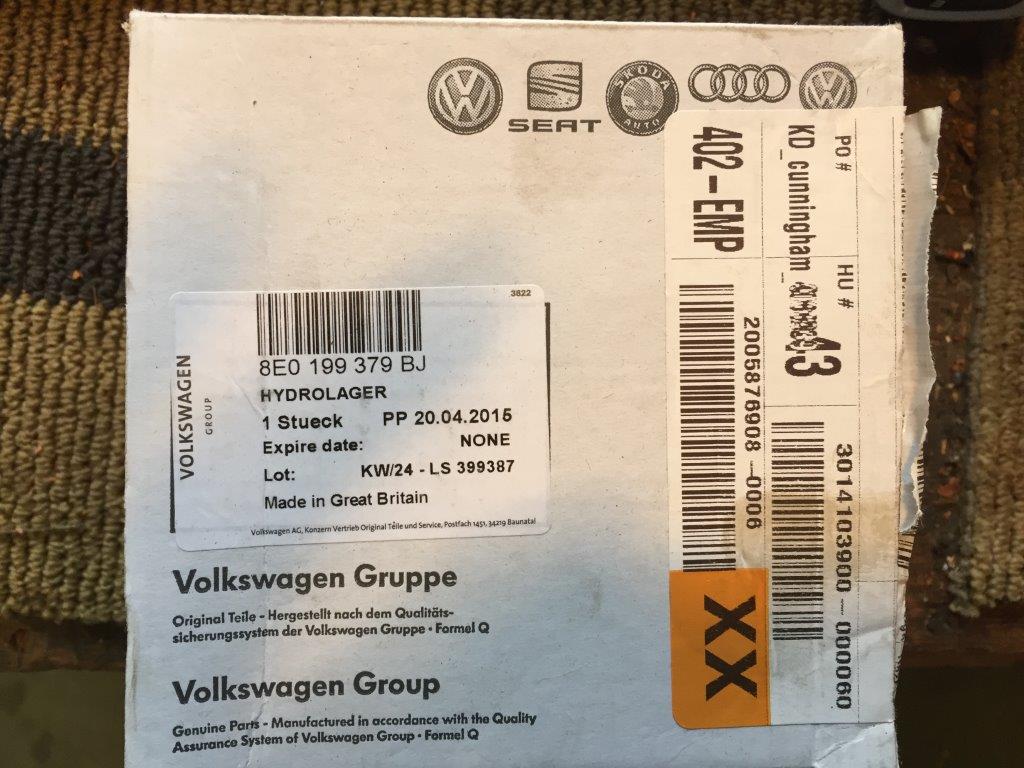 SEAT
ŠKODA
AUTO
3822
8E0 199 379 BJ
HYDROLAGER
1 Stueck PP 20.04.2015
Expire date: NONE
Lot: KW/24 - LS 399387
Made in Great Britain
VOLKSWAGEN
GROUP
Volkswagen AG, Konzern Vertrieb Original Teile und Service, Postfach 1451, 34219 Baunatal
Volkswagen Gruppe
Original Teile - Hergestellt nach dem Qualitäts-
sicherungssystem der Volkswagen Gruppe • Formel Q
Volkswagen Group
Genuine Parts - Manufactured in accordance with the Quality
Assurance System of Volkswagen Group • Formel Q
PO #
KD_cunningham_
HU #
43
402-EMP
2005876908-0006
3014103900-000060
XX